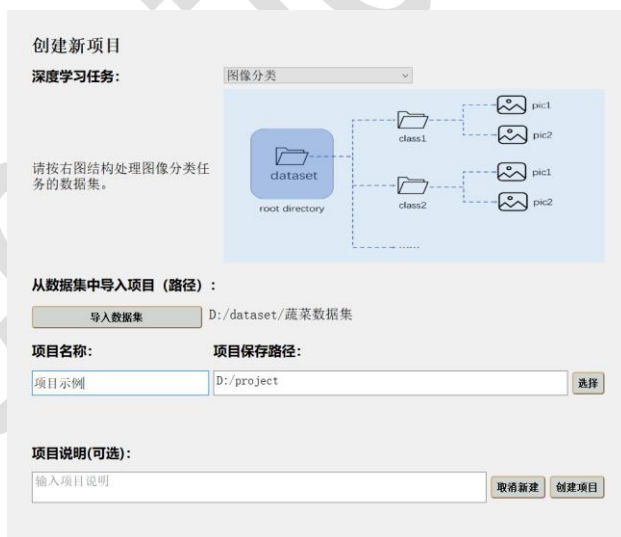 创建新项目
深度学习任务：
图像分类
请按右图结构处理图像分类任
务的数据集。
dataset
root directory
class1
pic1
pic2
class2
pic1
pic2
......
从数据集中导入项目（路径）：
导入数据集
D:/dataset/蔬菜数据集
项目名称：
项目保存路径：
项目示例
D:/project
选择
项目说明(可选)：
输入项目说明
取消新建
创建项目